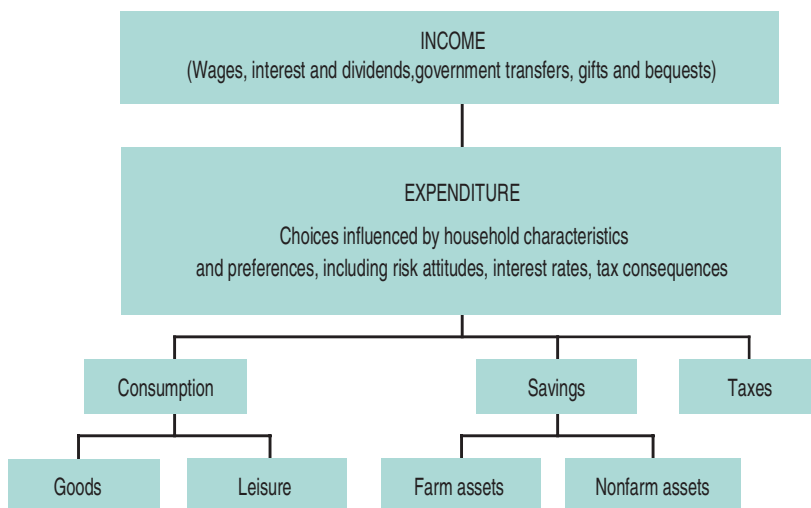 INCOME
(Wages, interest and dividends,government transfers, gifts and bequests)
EXPENDITURE
Choices influenced by household characteristics
and preferences, including risk attitudes, interest rates, tax consequences
Consumption
Savings
Taxes
Goods
Leisure
Farm assets
Nonfarm assets